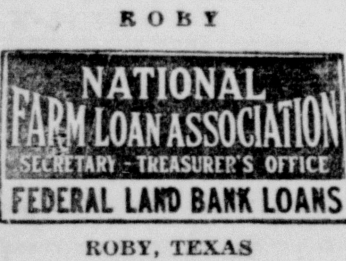 ROBY
NATIONAL
FARM LOAN ASSOCIATION
SECRETARY - TREASURER'S OFFICE
FEDERAL LAND BANK LOANS
ROBY, TEXAS